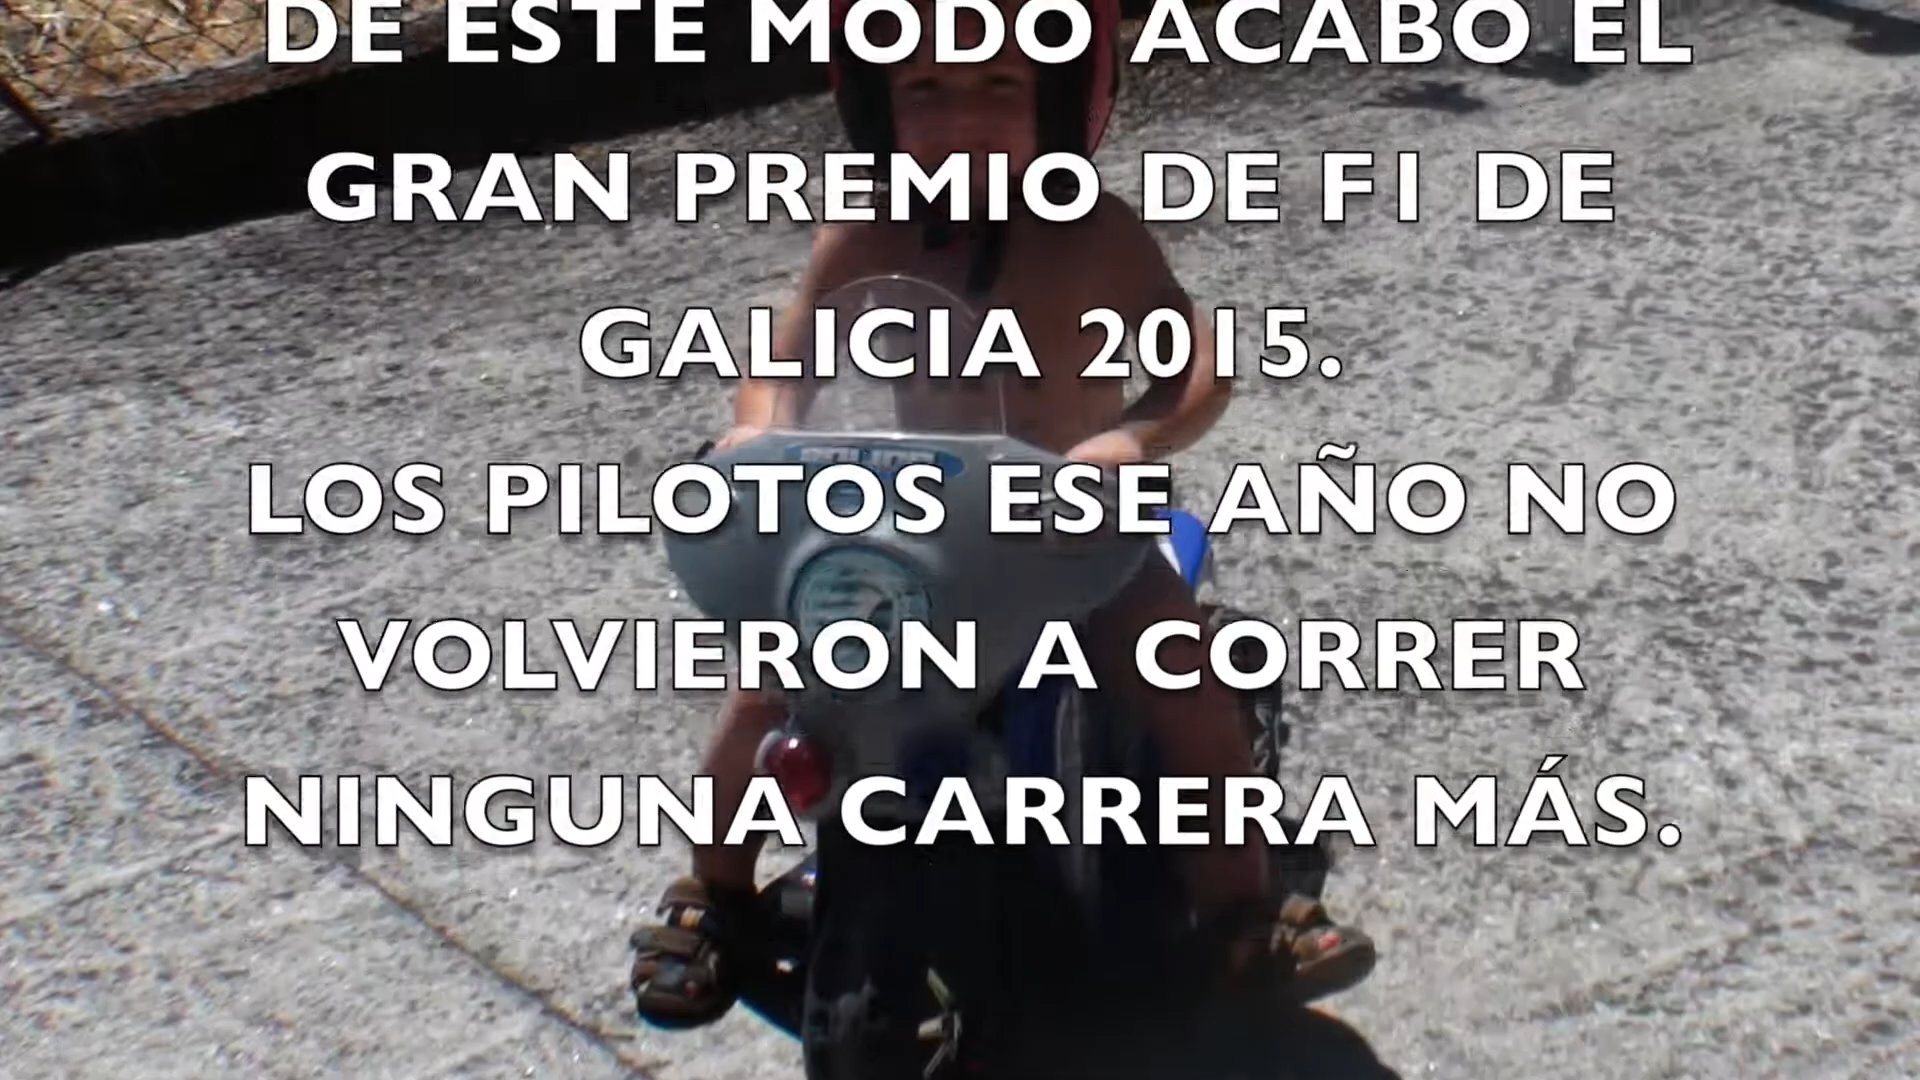 DE ESTE MODO ACABO EL
GRAN PREMIO DE F1 DE
GALICIA 2015.
LOS PILOTOS ESE AÑO NO
VOLVIERON A CORRER
NINGUNA CARRERA MÁS.